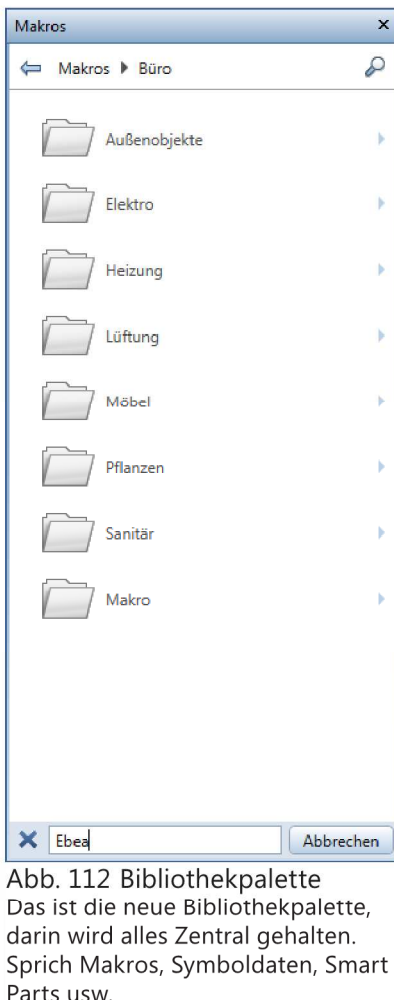 Makros
Makros Büro
Außenobjekte
Elektro
Heizung
Lüftung
Möbel
Pflanzen
Sanitär
Makro
Ebea
Abbrechen
Abb. 112 Bibliothekpalette
Das ist die neue Bibliothekpalette,
darin wird alles Zentral gehalten.
Sprich Makros, Symboldaten, Smart
Parts usw.